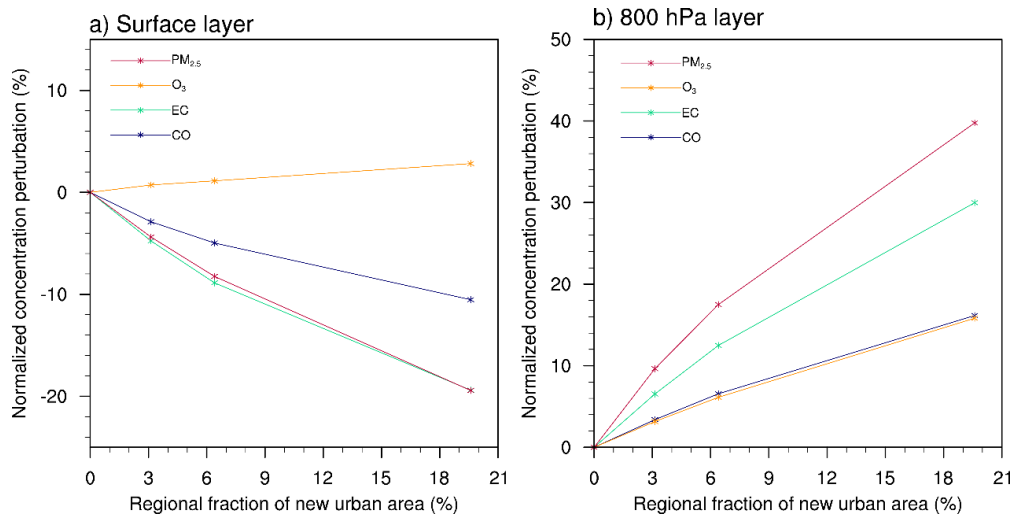 a) Surface layer
PM2.5
O3
EC
CO
10
0
-10
-20
Normalized concentration perturbation (%)
0 3 6 9 12 15 18 21
Regional fraction of new urban area (%)
b) 800 hPa layer
PM2.5
O3
EC
CO
50
40
30
20
10
0
Normalized concentration perturbation (%)
0 3 6 9 12 15 18 21
Regional fraction of new urban area (%)